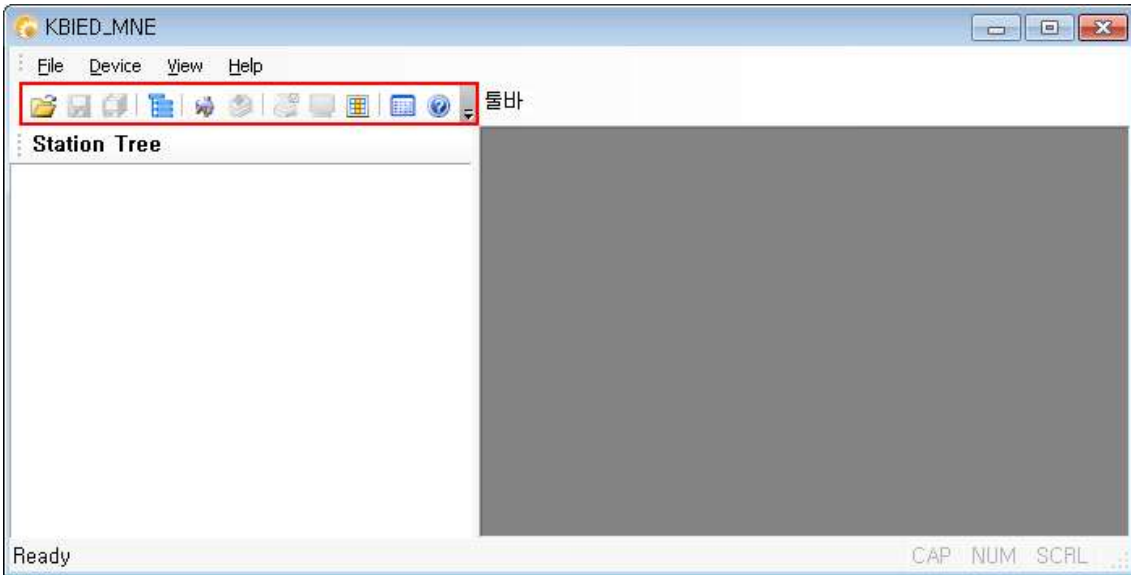 KBIED_MNE
File Device View Help
툴바
Station Tree
Ready
CAP NUM SCRL